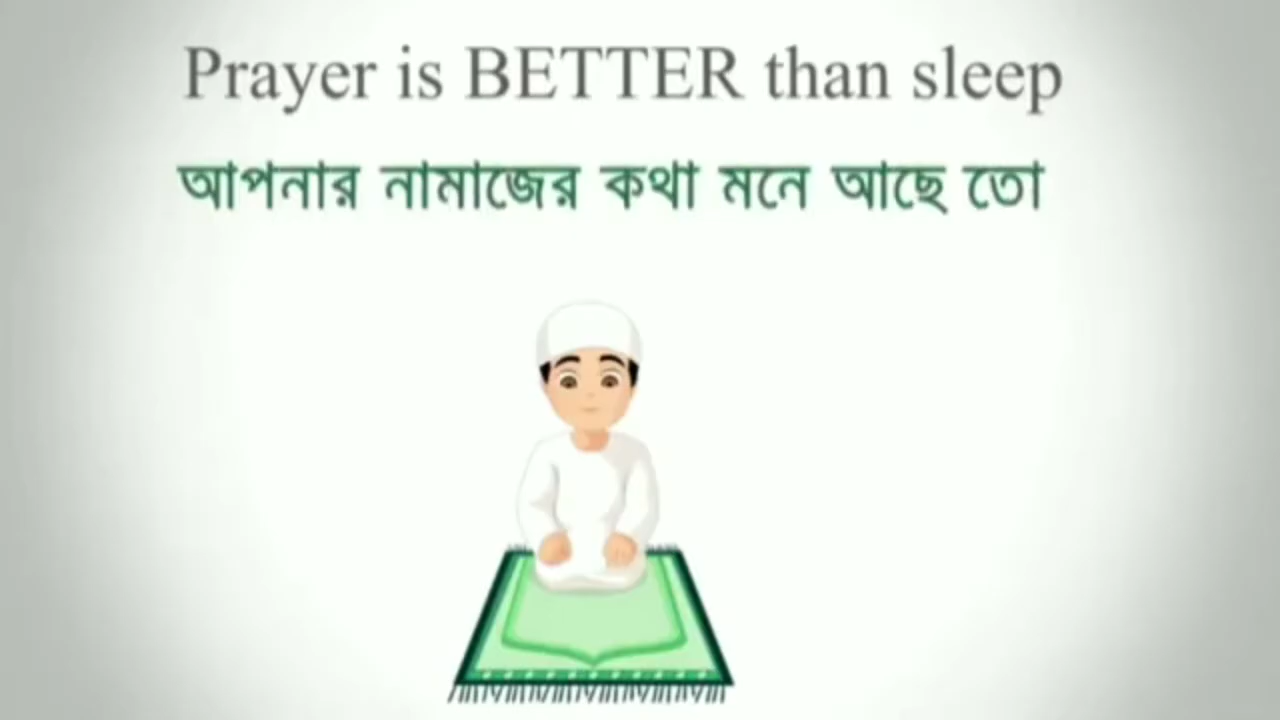 Prayer is BETTER than sleep
আপনার নামাজের কথা মনে আছে তো